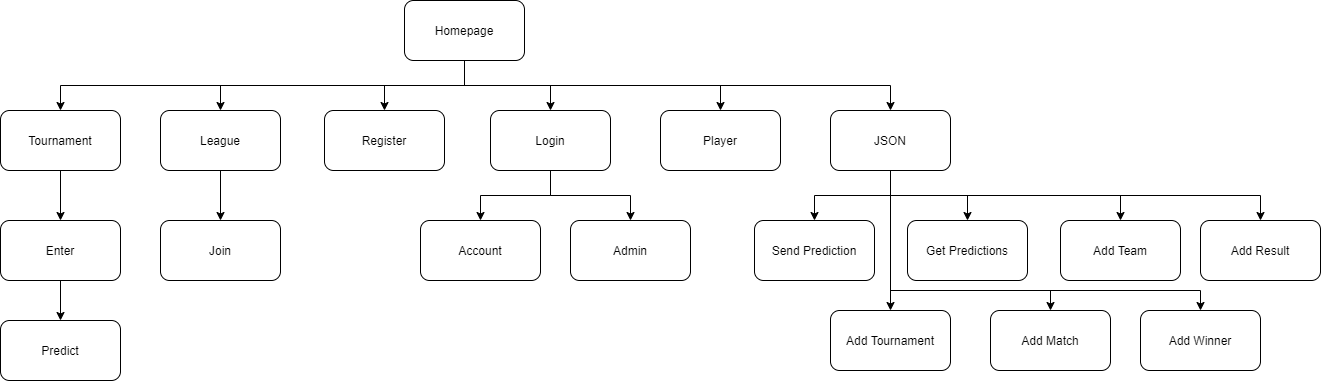 Homepage
Tournament
League
Register
Login
Player
JSON
Enter
Join
Account
Admin
Send Prediction
Get Predictions
Add Team
Add Result
Predict
Add Tournament
Add Match
Add Winner